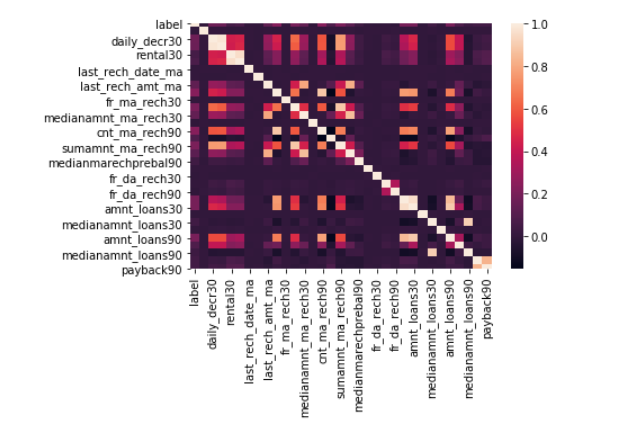 label
daily_decr30
rental30
last_rech_date_ma
last_rech_amt_ma
fr_ma_rech30
medianamnt_ma_rech30
cnt_ma_rech90
sumamnt_ma_rech90
medianmarechprebal90
fr_da_rech30
fr_da_rech90
amnt_loans30
medianamnt_loans30
amnt_loans90
medianamnt_loans90
payback90
1.0
0.8
0.6
0.4
0.2
0.0
label
daily_decr30
rental30
last_rech_date_ma
last_rech_amt_ma
fr_ma_rech30
medianamnt_ma_rech30
cnt_ma_rech90
sumamnt_ma_rech90
medianmarechprebal90
fr_da_rech30
fr_da_rech90
amnt_loans30
medianamnt_loans30
amnt_loans90
medianamnt_loans90
payback90